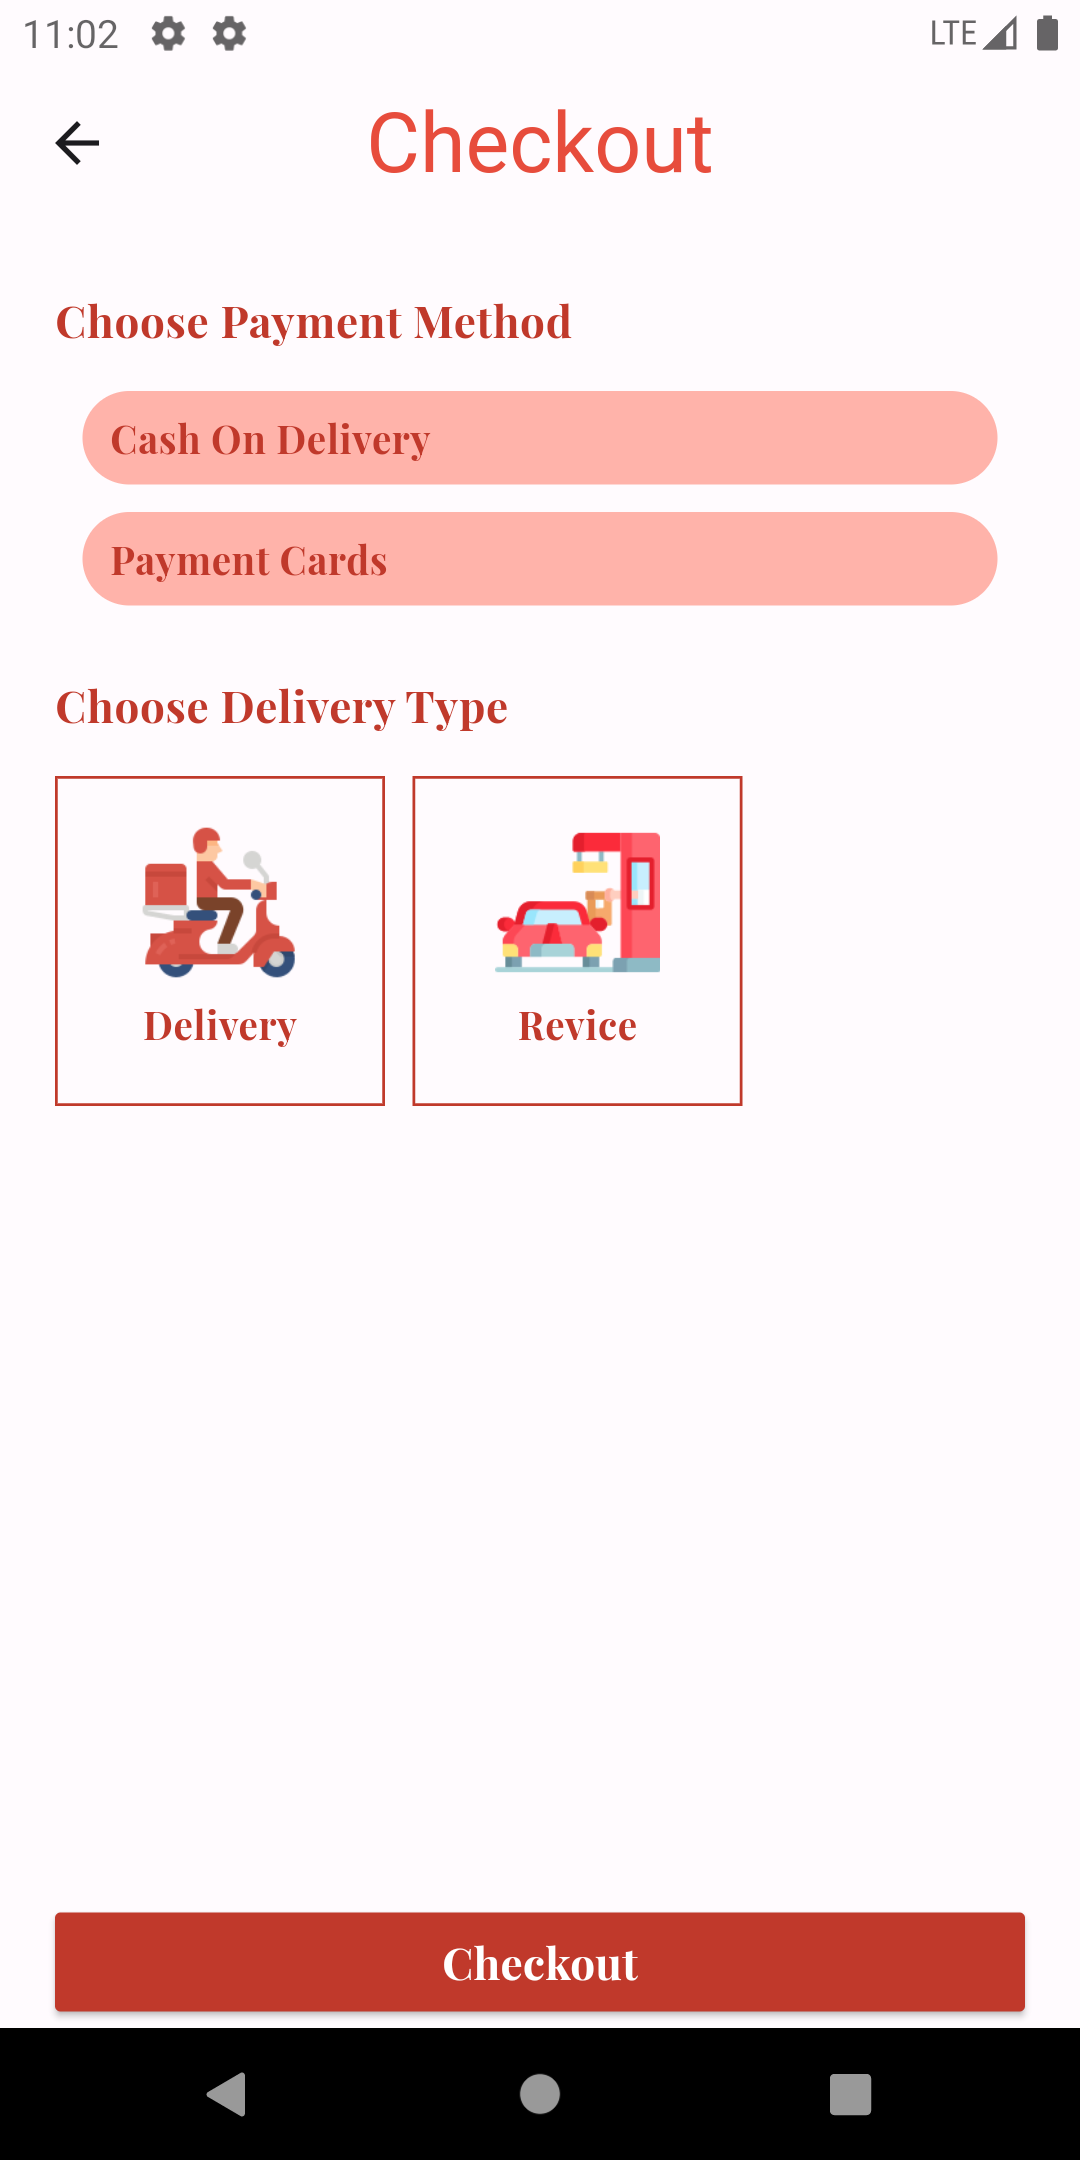 11:02 LTE
Checkout
Choose Payment Method
Cash On Delivery
Payment Cards
Choose Delivery Type
Delivery Revice
Checkout